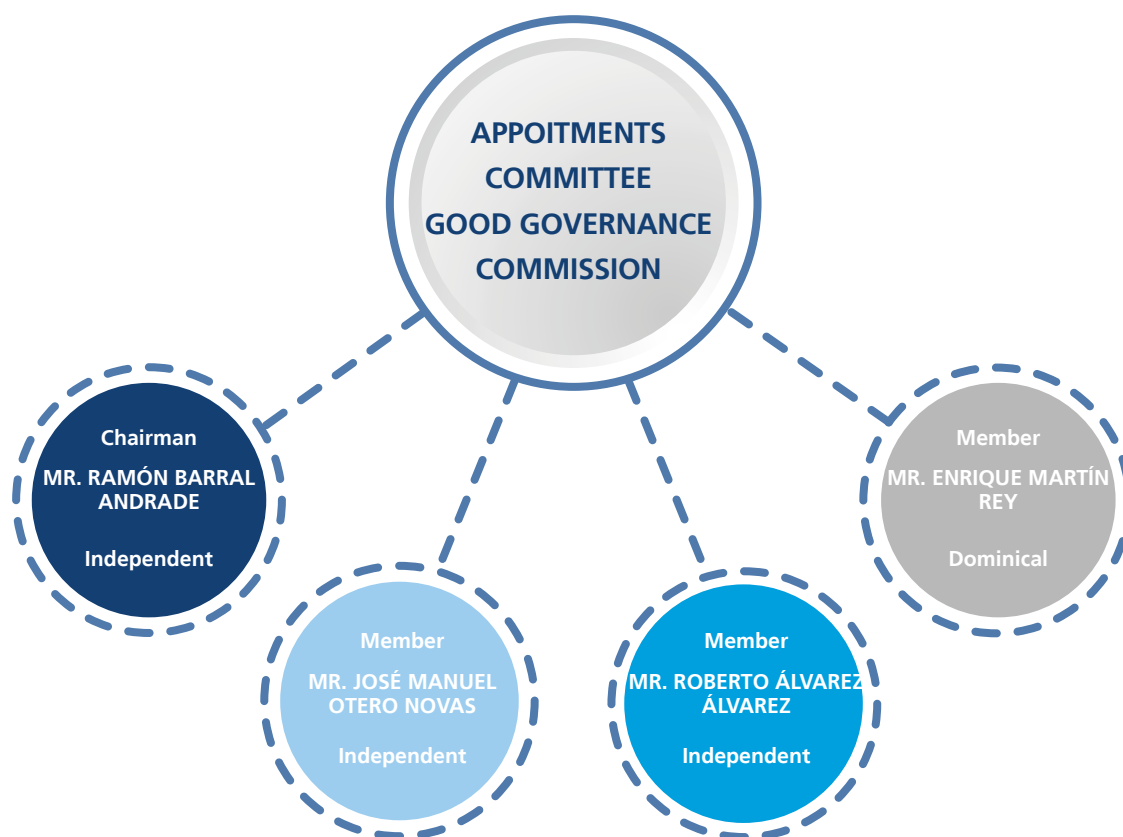 APPOITMENTS
COMMITTEE
GOOD GOVERNANCE
COMMISSION
Chairman
MR. RAMÓN BARRAL
ANDRADE
Independent
Member
MR. JOSÉ MANUEL
OTERO NOVAS
Independent
Member
MR. ROBERTO ÁLVAREZ
ÁLVAREZ
Independent
Member
MR. ENRIQUE MARTÍN
REY
Dominical